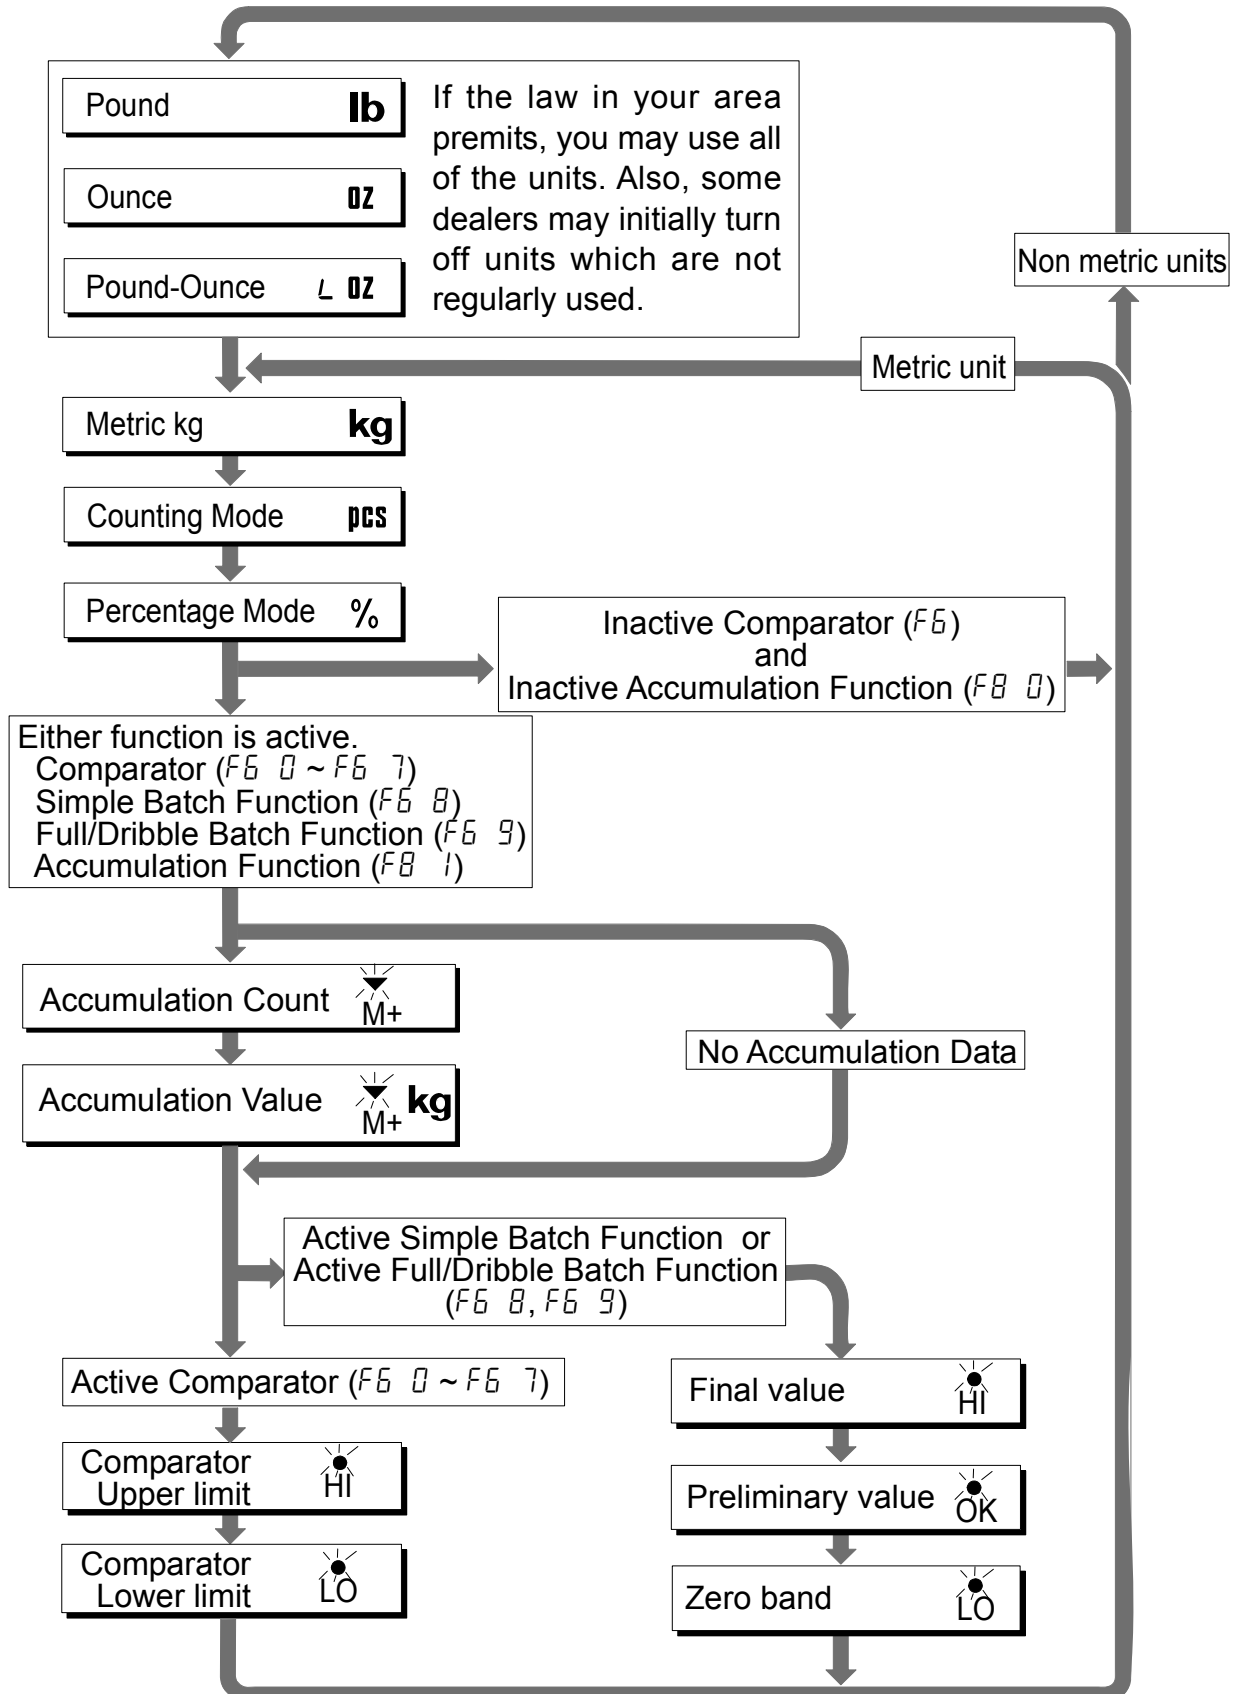 Pound lb
Ounce oz
Pound-Ounce L oz
If the law in your area
premits, you may use all
of the units. Also, some
dealers may initially turn
off units which are not
regularly used.
Non metric units
Metric unit
Metric kg kg
Counting Mode pcs
Percentage Mode %
Inactive Comparator (F6)
and
Inactive Accumulation Function (F8 0)
Either function is active.
Comparator (F6 0 ~ F6 7)
Simple Batch Function (F6 8)
Full/Dribble Batch Function (F6 9)
Accumulation Function (F8 1)
Accumulation Count M+
No Accumulation Data
Accumulation Value M+ kg
Active Simple Batch Function or
Active Full/Dribble Batch Function
(F6 8, F6 9)
Active Comparator (F6 0 ~ F6 7)
Comparator
Upper limit HI
Comparator
Lower limit LO
Final value HI
Preliminary value OK
Zero band LO